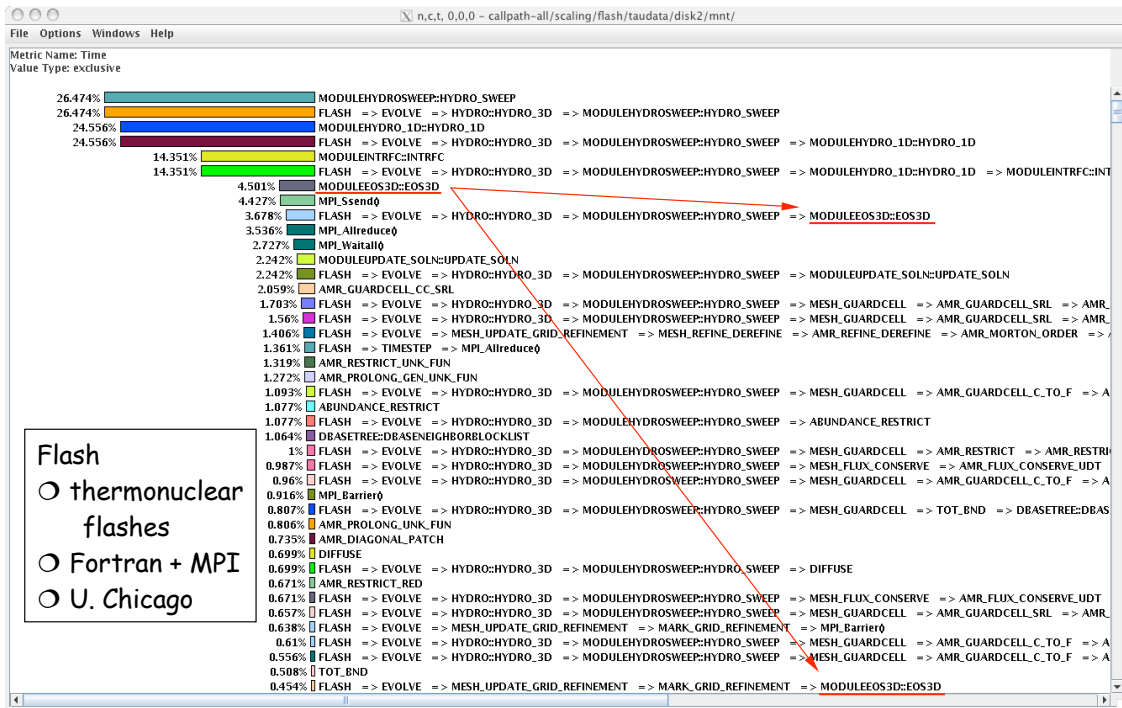 n,c,t, 0,0,0 – callpath-all/scaling/flash/taudata/disk2/mnt/
File Options Windows Help
Metric Name: Time
Value Type: exclusive
26.474% MODULEHYDROSWEEP::HYDRO_SWEEP
26.474% FLASH => EVOLVE => HYDRO::HYDRO_3D => MODULEHYDROSWEEP::HYDRO_SWEEP
24.556% MODULEHYDRO_1D::HYDRO_1D
24.556% FLASH => EVOLVE => HYDRO::HYDRO_3D => MODULEHYDROSWEEP::HYDRO_SWEEP => MODULEHYDRO_1D::HYDRO_1D
14.351% MODULEINTRFC::INTRFC
14.351% FLASH => EVOLVE => HYDRO::HYDRO_3D => MODULEHYDROSWEEP::HYDRO_SWEEP => MODULEHYDRO_1D::HYDRO_1D => MODULEINTRFC::INT
4.501% MODULEEOS3D::EOS3D
4.427% MPI_Ssend()
3.678% FLASH => EVOLVE => HYDRO::HYDRO_3D => MODULEHYDROSWEEP::HYDRO_SWEEP => MODULEEOS3D::EOS3D
3.536% MPI_Allreduce()
2.727% MPI_Waitall()
2.242% MODULEUPDATE_SOLN::UPDATE_SOLN
2.242% FLASH => EVOLVE => HYDRO::HYDRO_3D => MODULEHYDROSWEEP::HYDRO_SWEEP => MODULEUPDATE_SOLN::UPDATE_SOLN
2.059% AMR_GUARDCELL_CC_SRL
1.703% FLASH => EVOLVE => HYDRO::HYDRO_3D => MODULEHYDROSWEEP::HYDRO_SWEEP => MESH_GUARDCELL => AMR_GUARDCELL_SRL => AMR_
1.56% FLASH => EVOLVE => HYDRO::HYDRO_3D => MODULEHYDROSWEEP::HYDRO_SWEEP => MESH_GUARDCELL => AMR_GUARDCELL_SRL => AMR_
1.406% FLASH => EVOLVE => MESH_UPDATE_GRID_REFINEMENT => MESH_REFINE_DEREFINE => AMR_REFINE_DEREFINE => AMR_MORTON_ORDER =>
1.361% FLASH => TIMESTEP => MPI_Allreduce()
1.319% AMR_RESTRICT_UNK_FUN
1.272% AMR_PROLONG_GEN_UNK_FUN
1.093% FLASH => EVOLVE => HYDRO::HYDRO_3D => MODULEHYDROSWEEP::HYDRO_SWEEP => MESH_GUARDCELL => AMR_GUARDCELL_C_TO_F => A
1.077% ABUNDANCE_RESTRICT
1.077% FLASH => EVOLVE => HYDRO::HYDRO_3D => MODULEHYDROSWEEP::HYDRO_SWEEP => ABUNDANCE_RESTRICT
1.064% DBASETREE::DBASENEIGHBORBLOCKLIST
1% FLASH => EVOLVE => HYDRO::HYDRO_3D => MODULEHYDROSWEEP::HYDRO_SWEEP => MESH_GUARDCELL => AMR_RESTRICT => AMR_RESTRI
0.987% FLASH => EVOLVE => HYDRO::HYDRO_3D => MODULEHYDROSWEEP::HYDRO_SWEEP => MESH_FLUX_CONSERVE => AMR_FLUX_CONSERVE_UDT
0.96% FLASH => EVOLVE => HYDRO::HYDRO_3D => MODULEHYDROSWEEP::HYDRO_SWEEP => MESH_GUARDCELL => AMR_GUARDCELL_C_TO_F => A
0.916% MPI_Barrier()
0.807% FLASH => EVOLVE => HYDRO::HYDRO_3D => MODULEHYDROSWEEP::HYDRO_SWEEP => MESH_GUARDCELL => TOT_BND => DBASETREE::DBAS
0.806% AMR_PROLONG_UNK_FUN
0.735% AMR_DIAGONAL_PATCH
0.699% DIFFUSE
0.699% FLASH => EVOLVE => HYDRO::HYDRO_3D => MODULEHYDROSWEEP::HYDRO_SWEEP => DIFFUSE
0.671% AMR_RESTRICT_RED
0.671% FLASH => EVOLVE => HYDRO::HYDRO_3D => MODULEHYDROSWEEP::HYDRO_SWEEP => MESH_FLUX_CONSERVE => AMR_FLUX_CONSERVE_UDT
0.657% FLASH => EVOLVE => HYDRO::HYDRO_3D => MODULEHYDROSWEEP::HYDRO_SWEEP => MESH_GUARDCELL => AMR_GUARDCELL_SRL => AMR_
0.638% FLASH => EVOLVE => MESH_UPDATE_GRID_REFINEMENT => MARK_GRID_REFINEMENT => MPI_Barrier()
0.61% FLASH => EVOLVE => HYDRO::HYDRO_3D => MODULEHYDROSWEEP::HYDRO_SWEEP => MESH_GUARDCELL => AMR_GUARDCELL_C_TO_F => A
0.556% FLASH => EVOLVE => HYDRO::HYDRO_3D => MODULEHYDROSWEEP::HYDRO_SWEEP => MESH_GUARDCELL => AMR_GUARDCELL_C_TO_F => A
0.508% TOT_BND
0.454% FLASH => EVOLVE => MESH_UPDATE_GRID_REFINEMENT => MARK_GRID_REFINEMENT => MODULEEOS3D::EOS3D
Flash
❍ thermonuclear
flashes
❍ Fortran + MPI
❍ U. Chicago